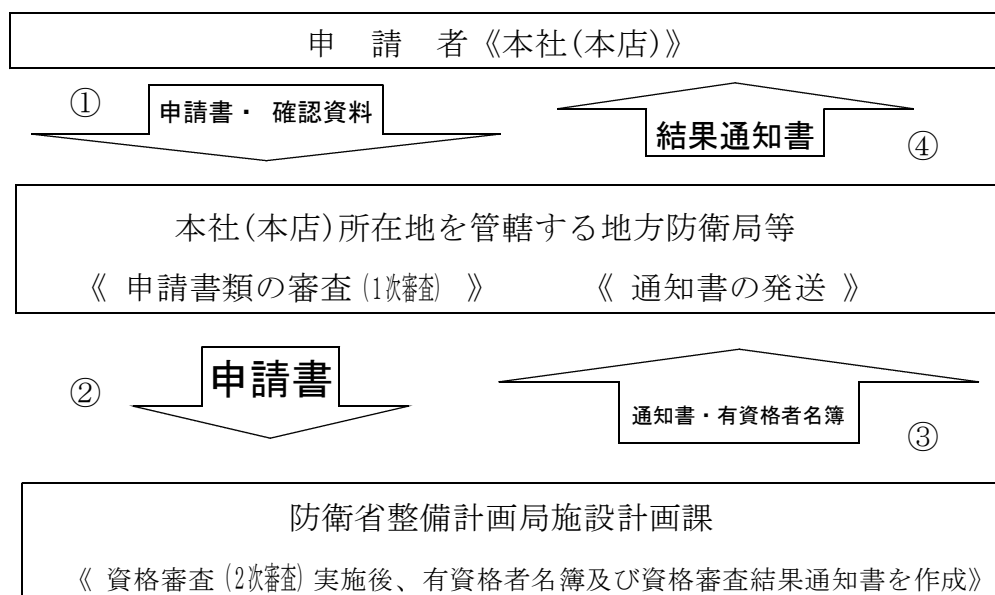 申 請 者《本社(本店)》
① 申請書・ 確認資料
結果通知書 ④
本社(本店)所在地を管轄する地方防衛局等
《 申請書類の審査(1次審査) 》 《 通知書の発送 》
② 申請書
通知書・有資格者名簿 ③
防衛省整備計画局施設計画課
《 資格審査(2次審査)実施後、有資格者名簿及び資格審査結果通知書を作成》